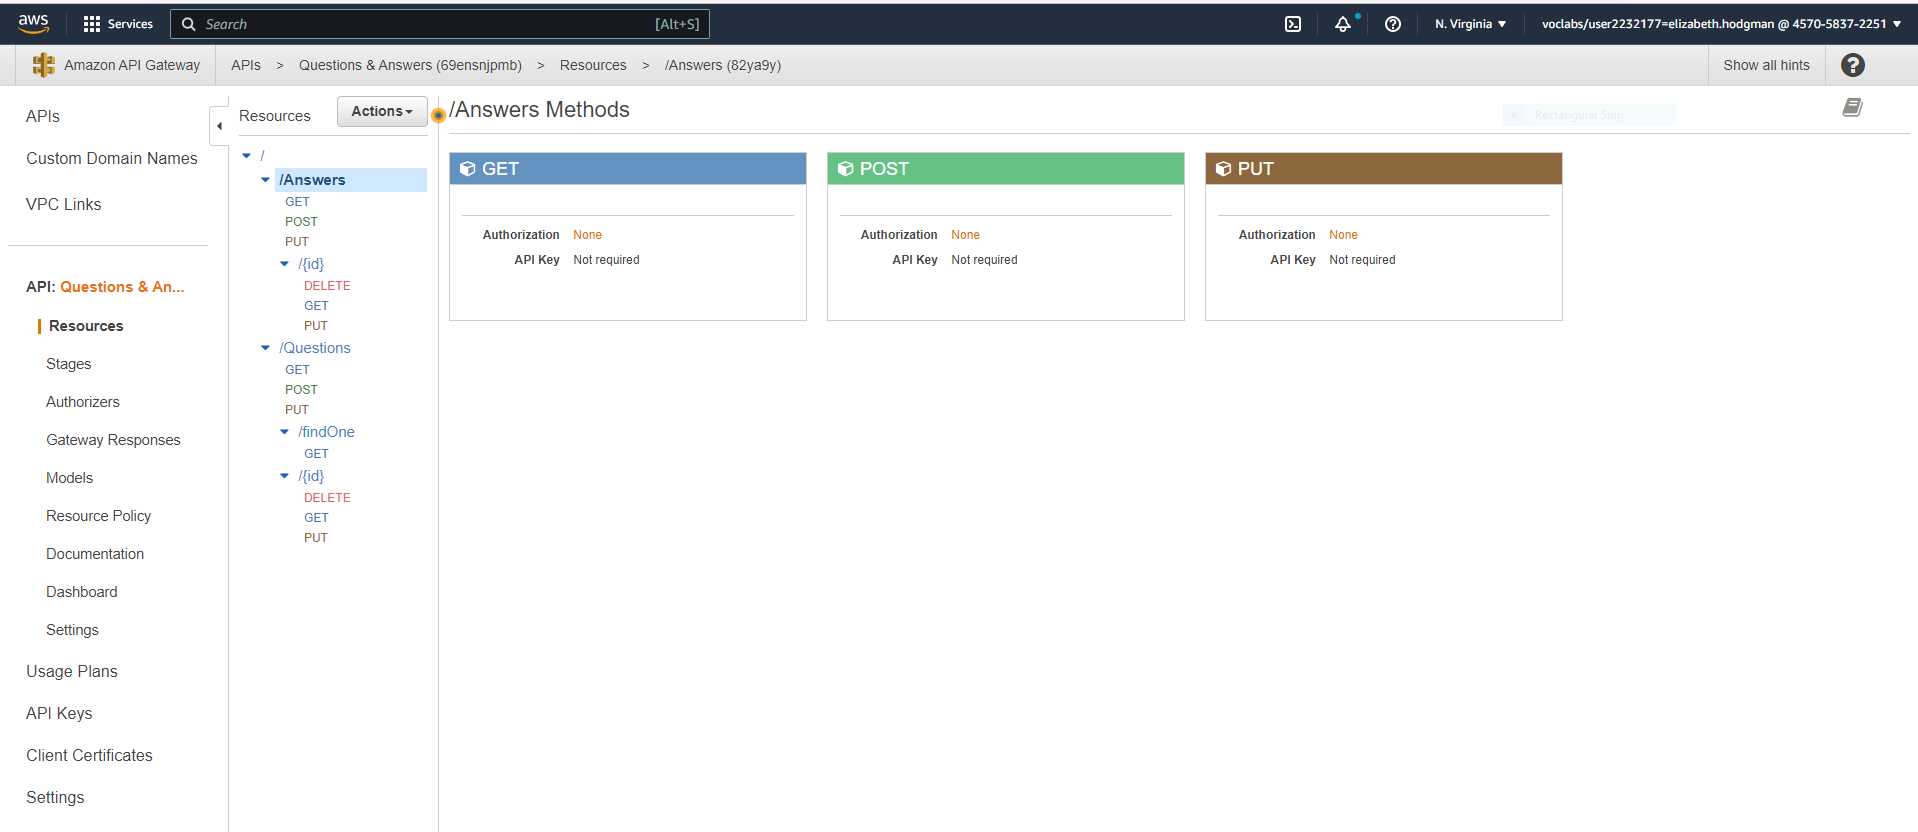 aws Services Search [Alt+S] N. Virginia voclabs/user2232177=elizabeth.hodgman @ 4570-5837-2251
Amazon API Gateway APIs > Questions & Answers (69ensnjpmb) > Resources > /Answers (82ya9y) Show all hints
APIs
Custom Domain Names
VPC Links
API: Questions & An...
Resources
Stages
Authorizers
Gateway Responses
Models
Resource Policy
Documentation
Dashboard
Settings
Usage Plans
API Keys
Client Certificates
Settings
Resources Actions
/
/Answers
GET
POST
PUT
/{id}
DELETE
GET
PUT
/Questions
GET
POST
PUT
/findOne
GET
/{id}
DELETE
GET
PUT
/Answers Methods
Rectangular Snip
GET
Authorization None
API Key Not required
POST
Authorization None
API Key Not required
PUT
Authorization None
API Key Not required